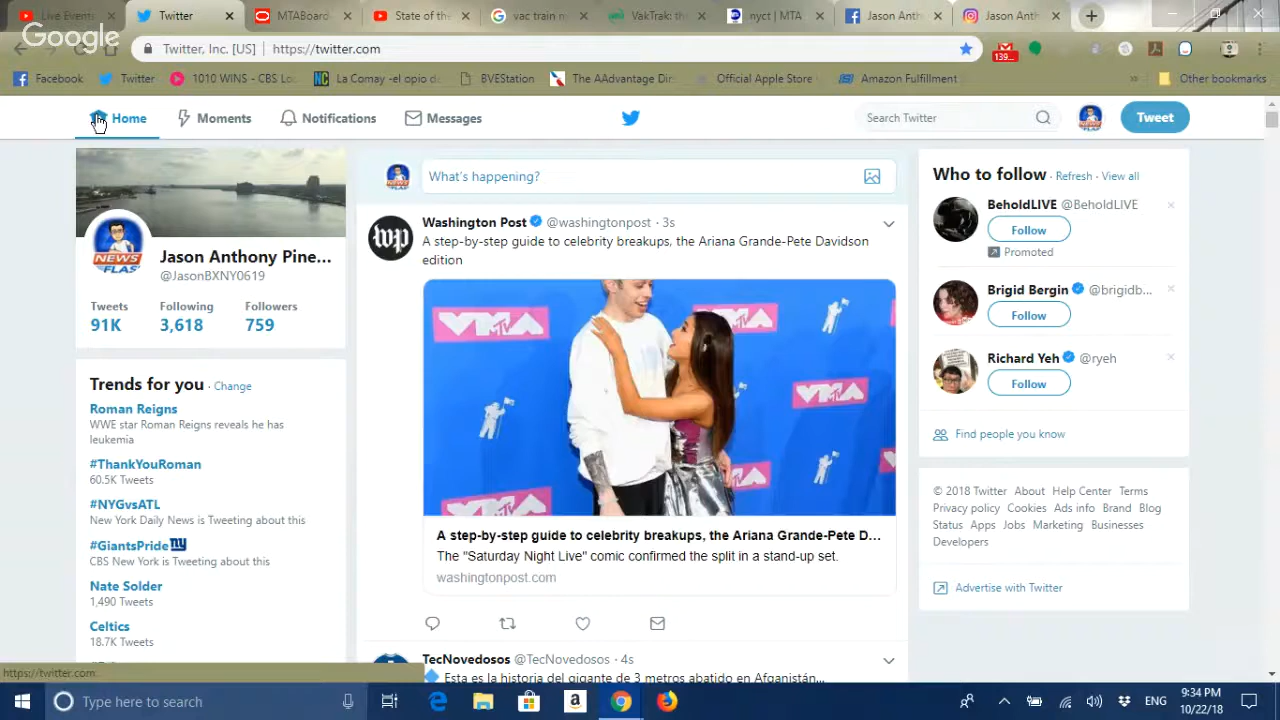 Live Events
Twitter
MTABoard
State of the
vac train m
VakTrak: th
nyct | MTA
Jason Anth
Jason Anth
Google
Twitter, Inc. [US] | https://twitter.com
139...
Facebook
Twitter
1010 WINS - CBS Lo
La Comay -el opio de
BVEStation
The AAdvantage Di
Official Apple Store
Amazon Fulfillment
»
Other bookmarks
Home
Moments
Notifications
Messages
Search Twitter
Tweet
NEWS FLAS
Jason Anthony Pine...
@JasonBXNY0619
Tweets Following Followers
91K 3,618 759
Trends for you · Change
Roman Reigns
WWE star Roman Reigns reveals he has
leukemia
#ThankYouRoman
60.5K Tweets
#NYGvsATL
New York Daily News is Tweeting about this
#GiantsPride
CBS New York is Tweeting about this
Nate Solder
1,490 Tweets
Celtics
18.7K Tweets
What's happening?
wp
Washington Post @washingtonpost · 3s
A step-by-step guide to celebrity breakups, the Ariana Grande-Pete Davidson
edition
A step-by-step guide to celebrity breakups, the Ariana Grande-Pete D...
The "Saturday Night Live" comic confirmed the split in a stand-up set.
washingtonpost.com
TecNovedosos @TecNovedosos · 4s
Esta es la historia del gigante de 3 metros abatido en Afganistán...
Who to follow · Refresh · View all
BeholdLIVE @BeholdLIVE
Follow
Promoted
Brigid Bergin @brigidb...
Follow
Richard Yeh @ryeh
Follow
Find people you know
© 2018 Twitter About Help Center Terms
Privacy policy Cookies Ads info Brand Blog
Status Apps Jobs Marketing Businesses
Developers
Advertise with Twitter
https://twitter.com
Type here to search
ENG
9:34 PM
10/22/18